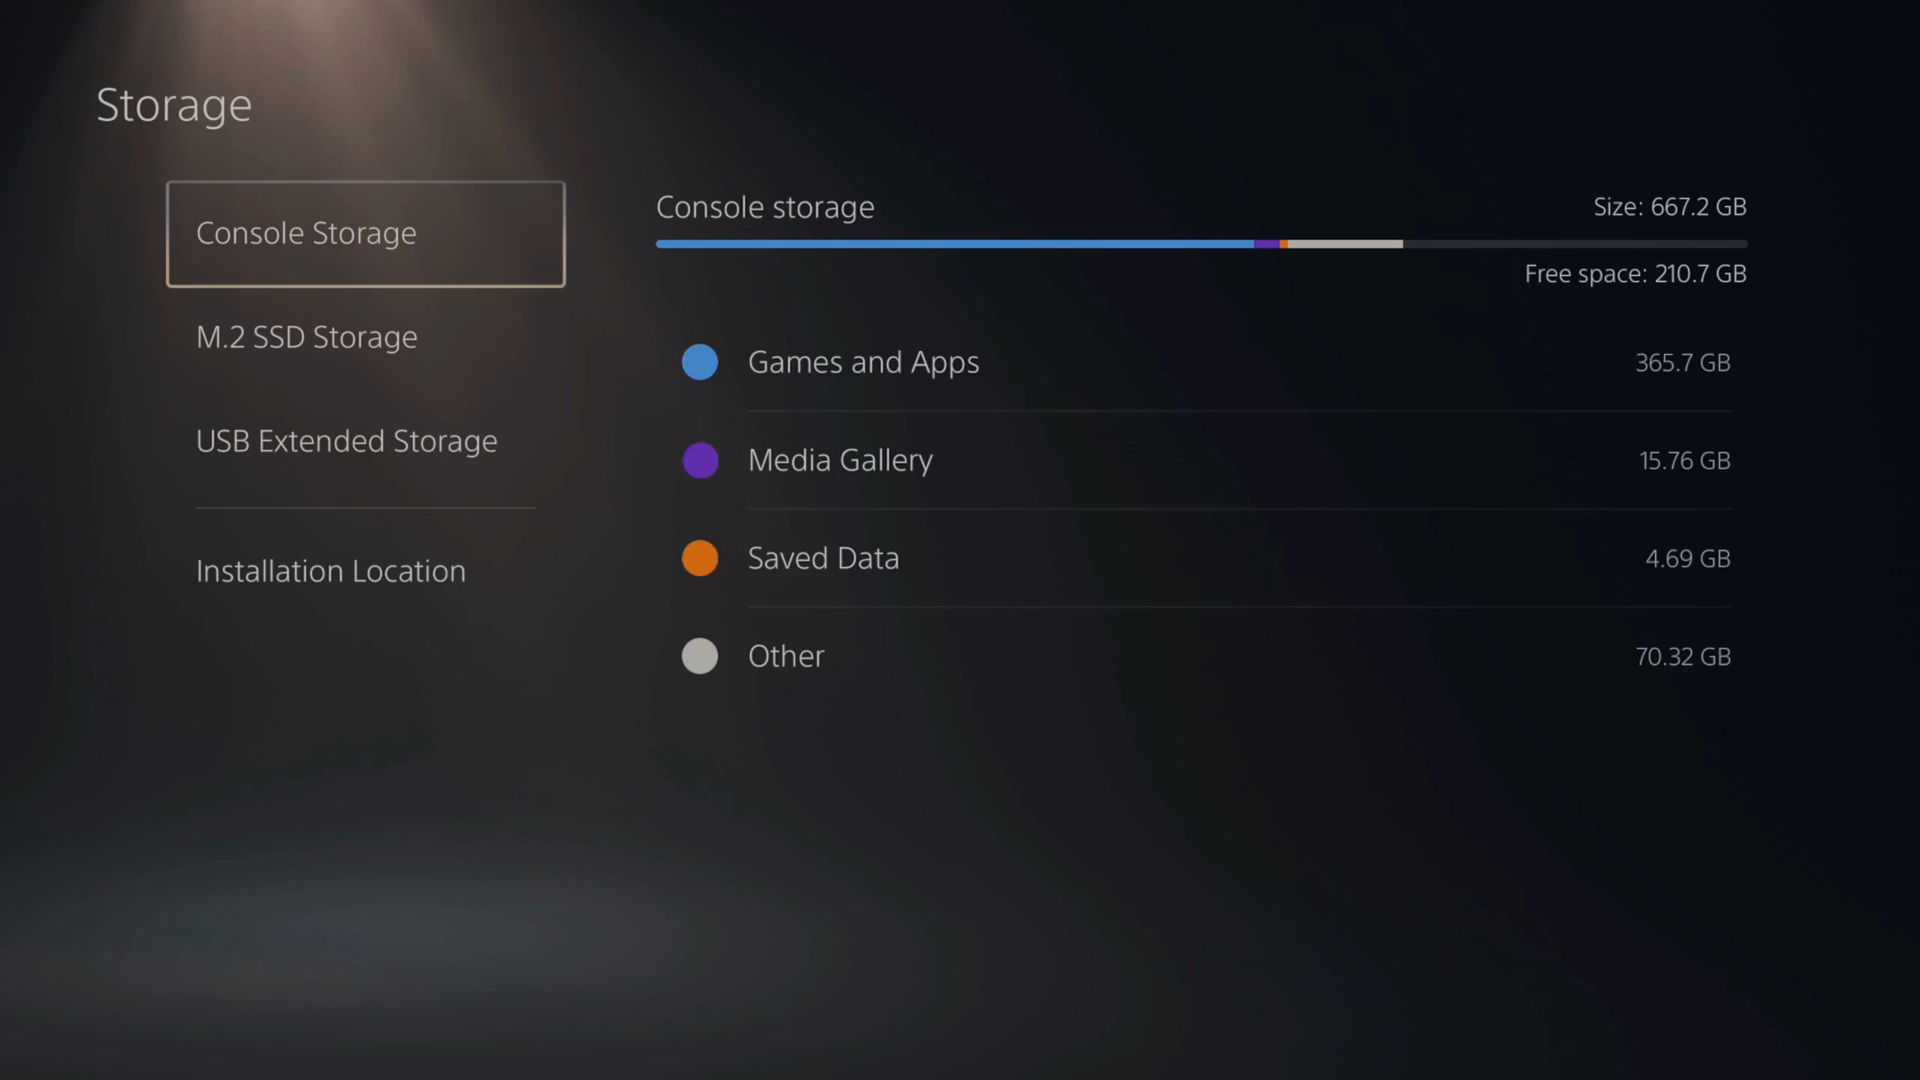 Storage
Console Storage
M.2 SSD Storage
USB Extended Storage
Installation Location
Console storage
Size: 667.2 GB
Free space: 210.7 GB
Games and Apps
365.7 GB
Media Gallery
15.76 GB
Saved Data
4.69 GB
Other
70.32 GB